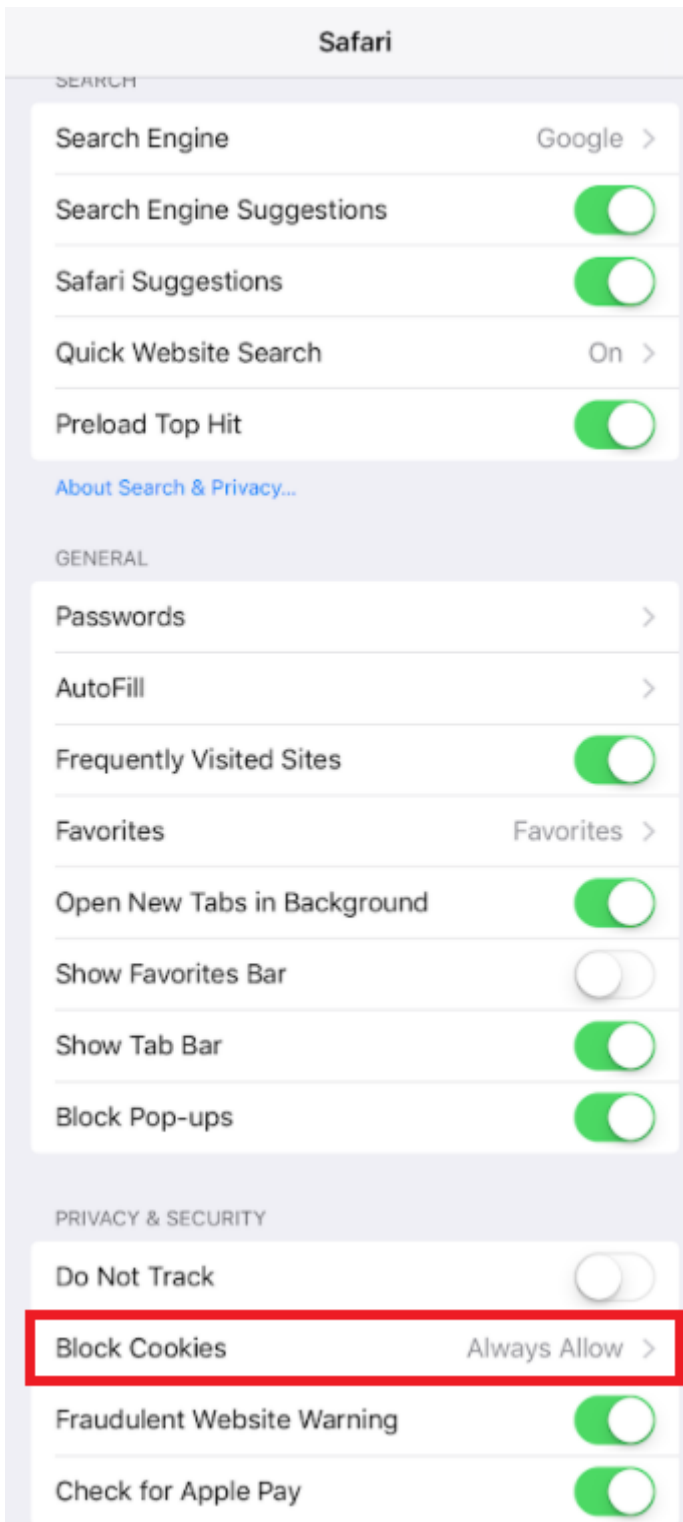 Safari
SEARCH
Search Engine Google >
Search Engine Suggestions
Safari Suggestions
Quick Website Search On >
Preload Top Hit
About Search & Privacy...
GENERAL
Passwords >
AutoFill >
Frequently Visited Sites
Favorites Favorites >
Open New Tabs in Background
Show Favorites Bar
Show Tab Bar
Block Pop-ups
PRIVACY & SECURITY
Do Not Track
Block Cookies Always Allow >
Fraudulent Website Warning
Check for Apple Pay